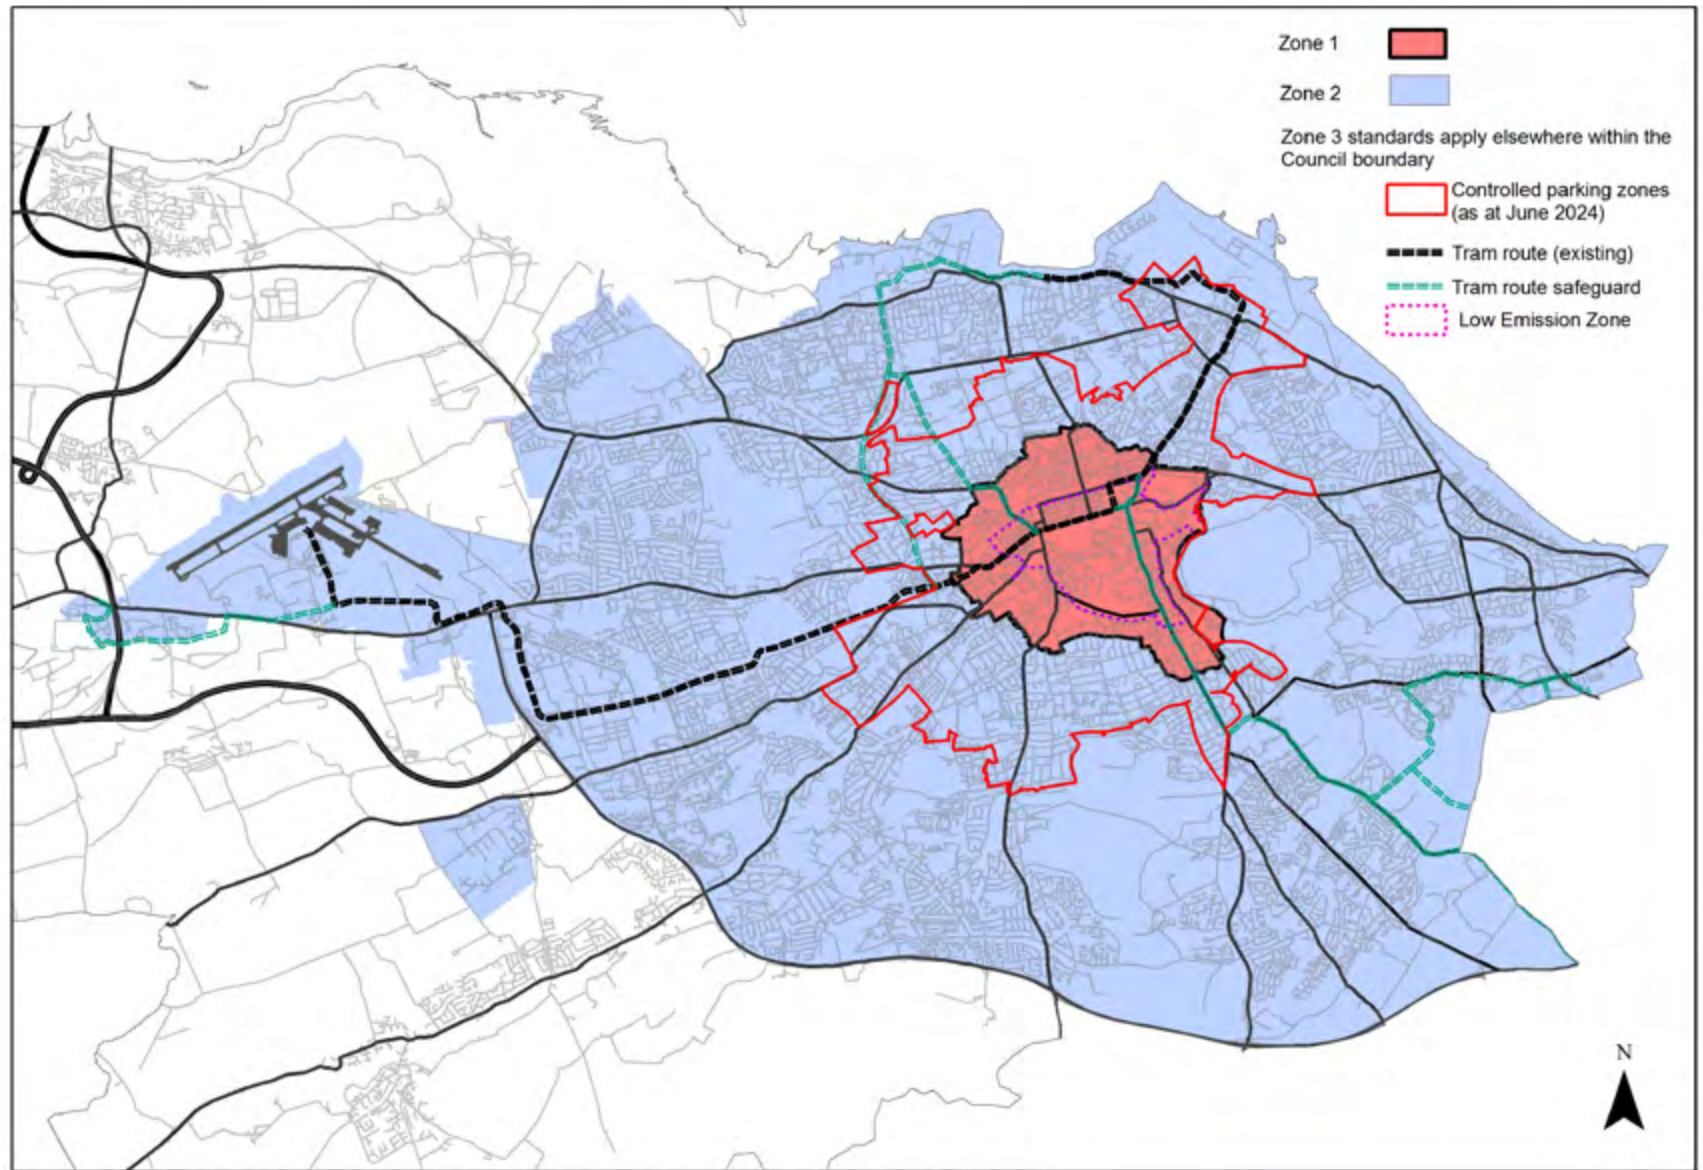 Zone 1
Zone 2
Zone 3 standards apply elsewhere within the
Council boundary
Controlled parking zones
(as at June 2024)
Tram route (existing)
Tram route safeguard
Low Emission Zone
N